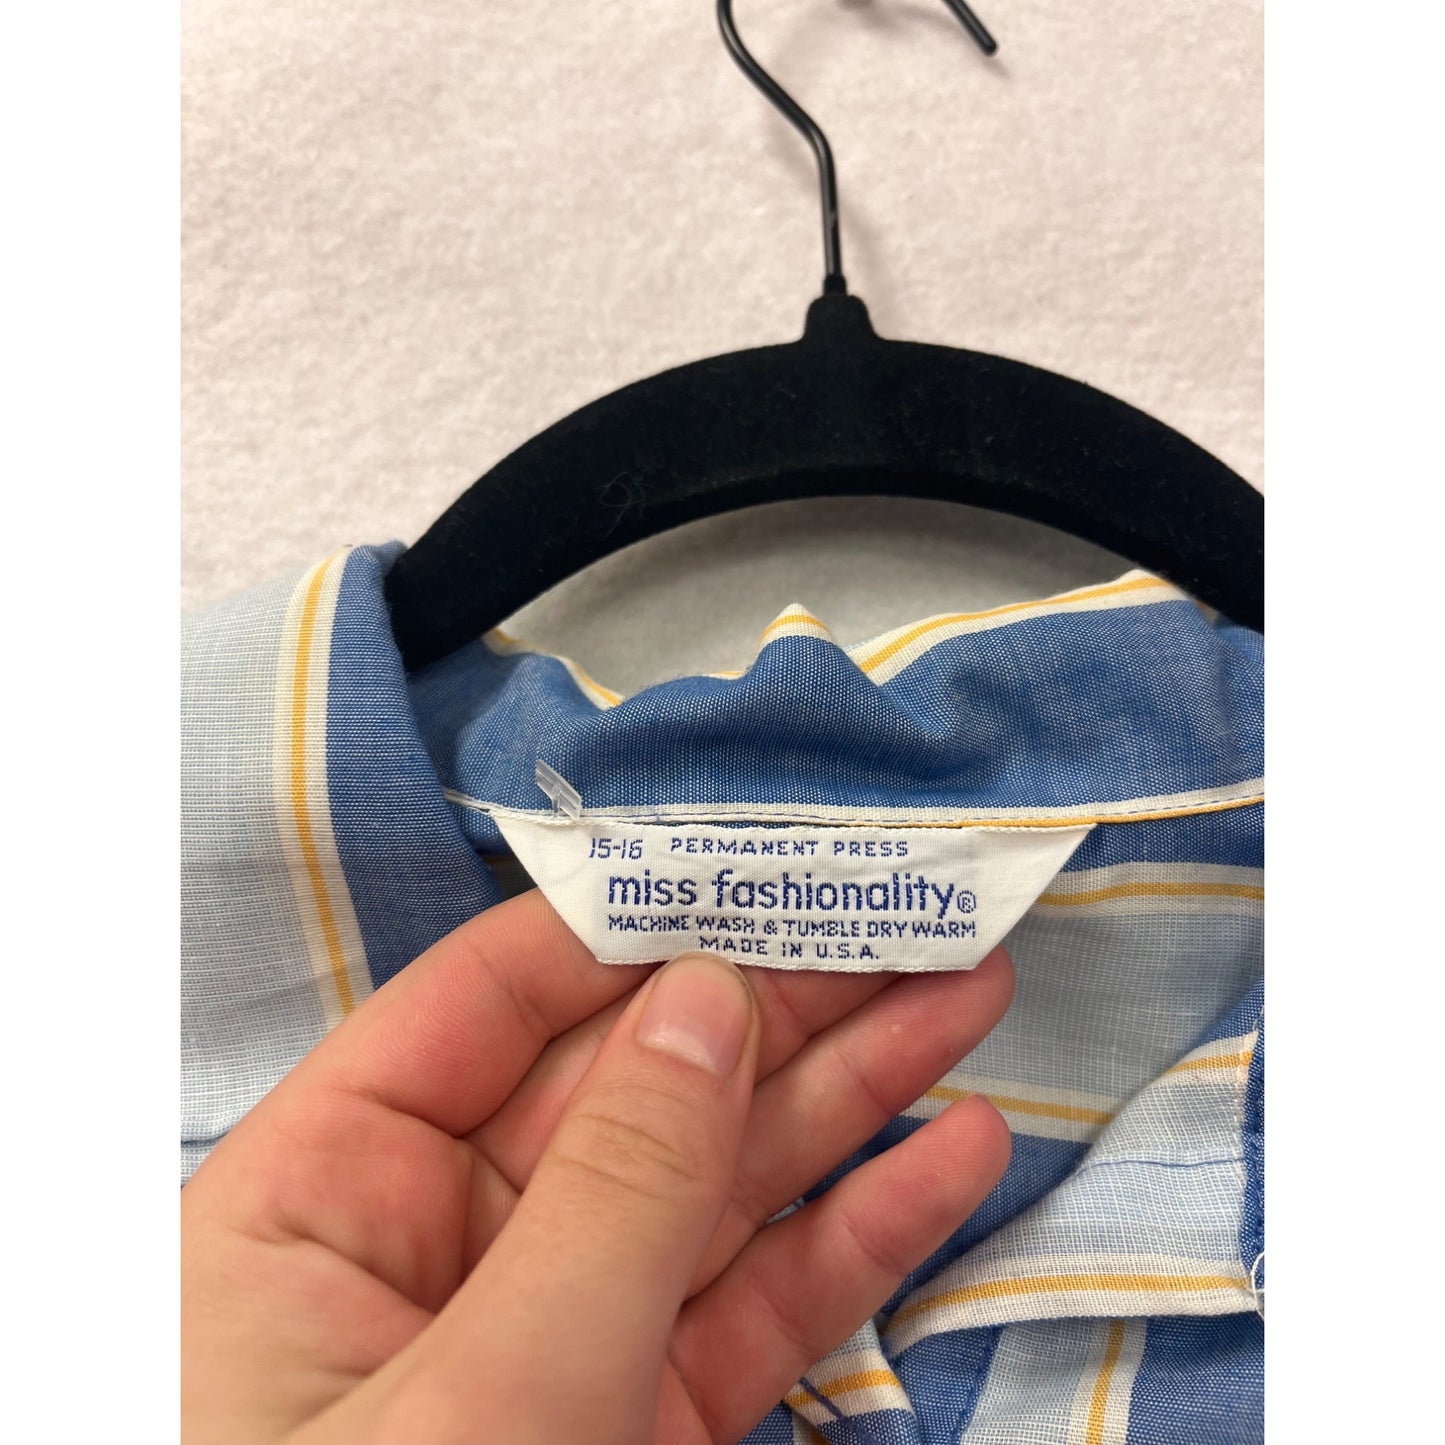 15-16 PERMANENT PRESS
miss fashionality®
MACHINE WASH & TUMBLE DRY WARM
MADE IN U.S.A.